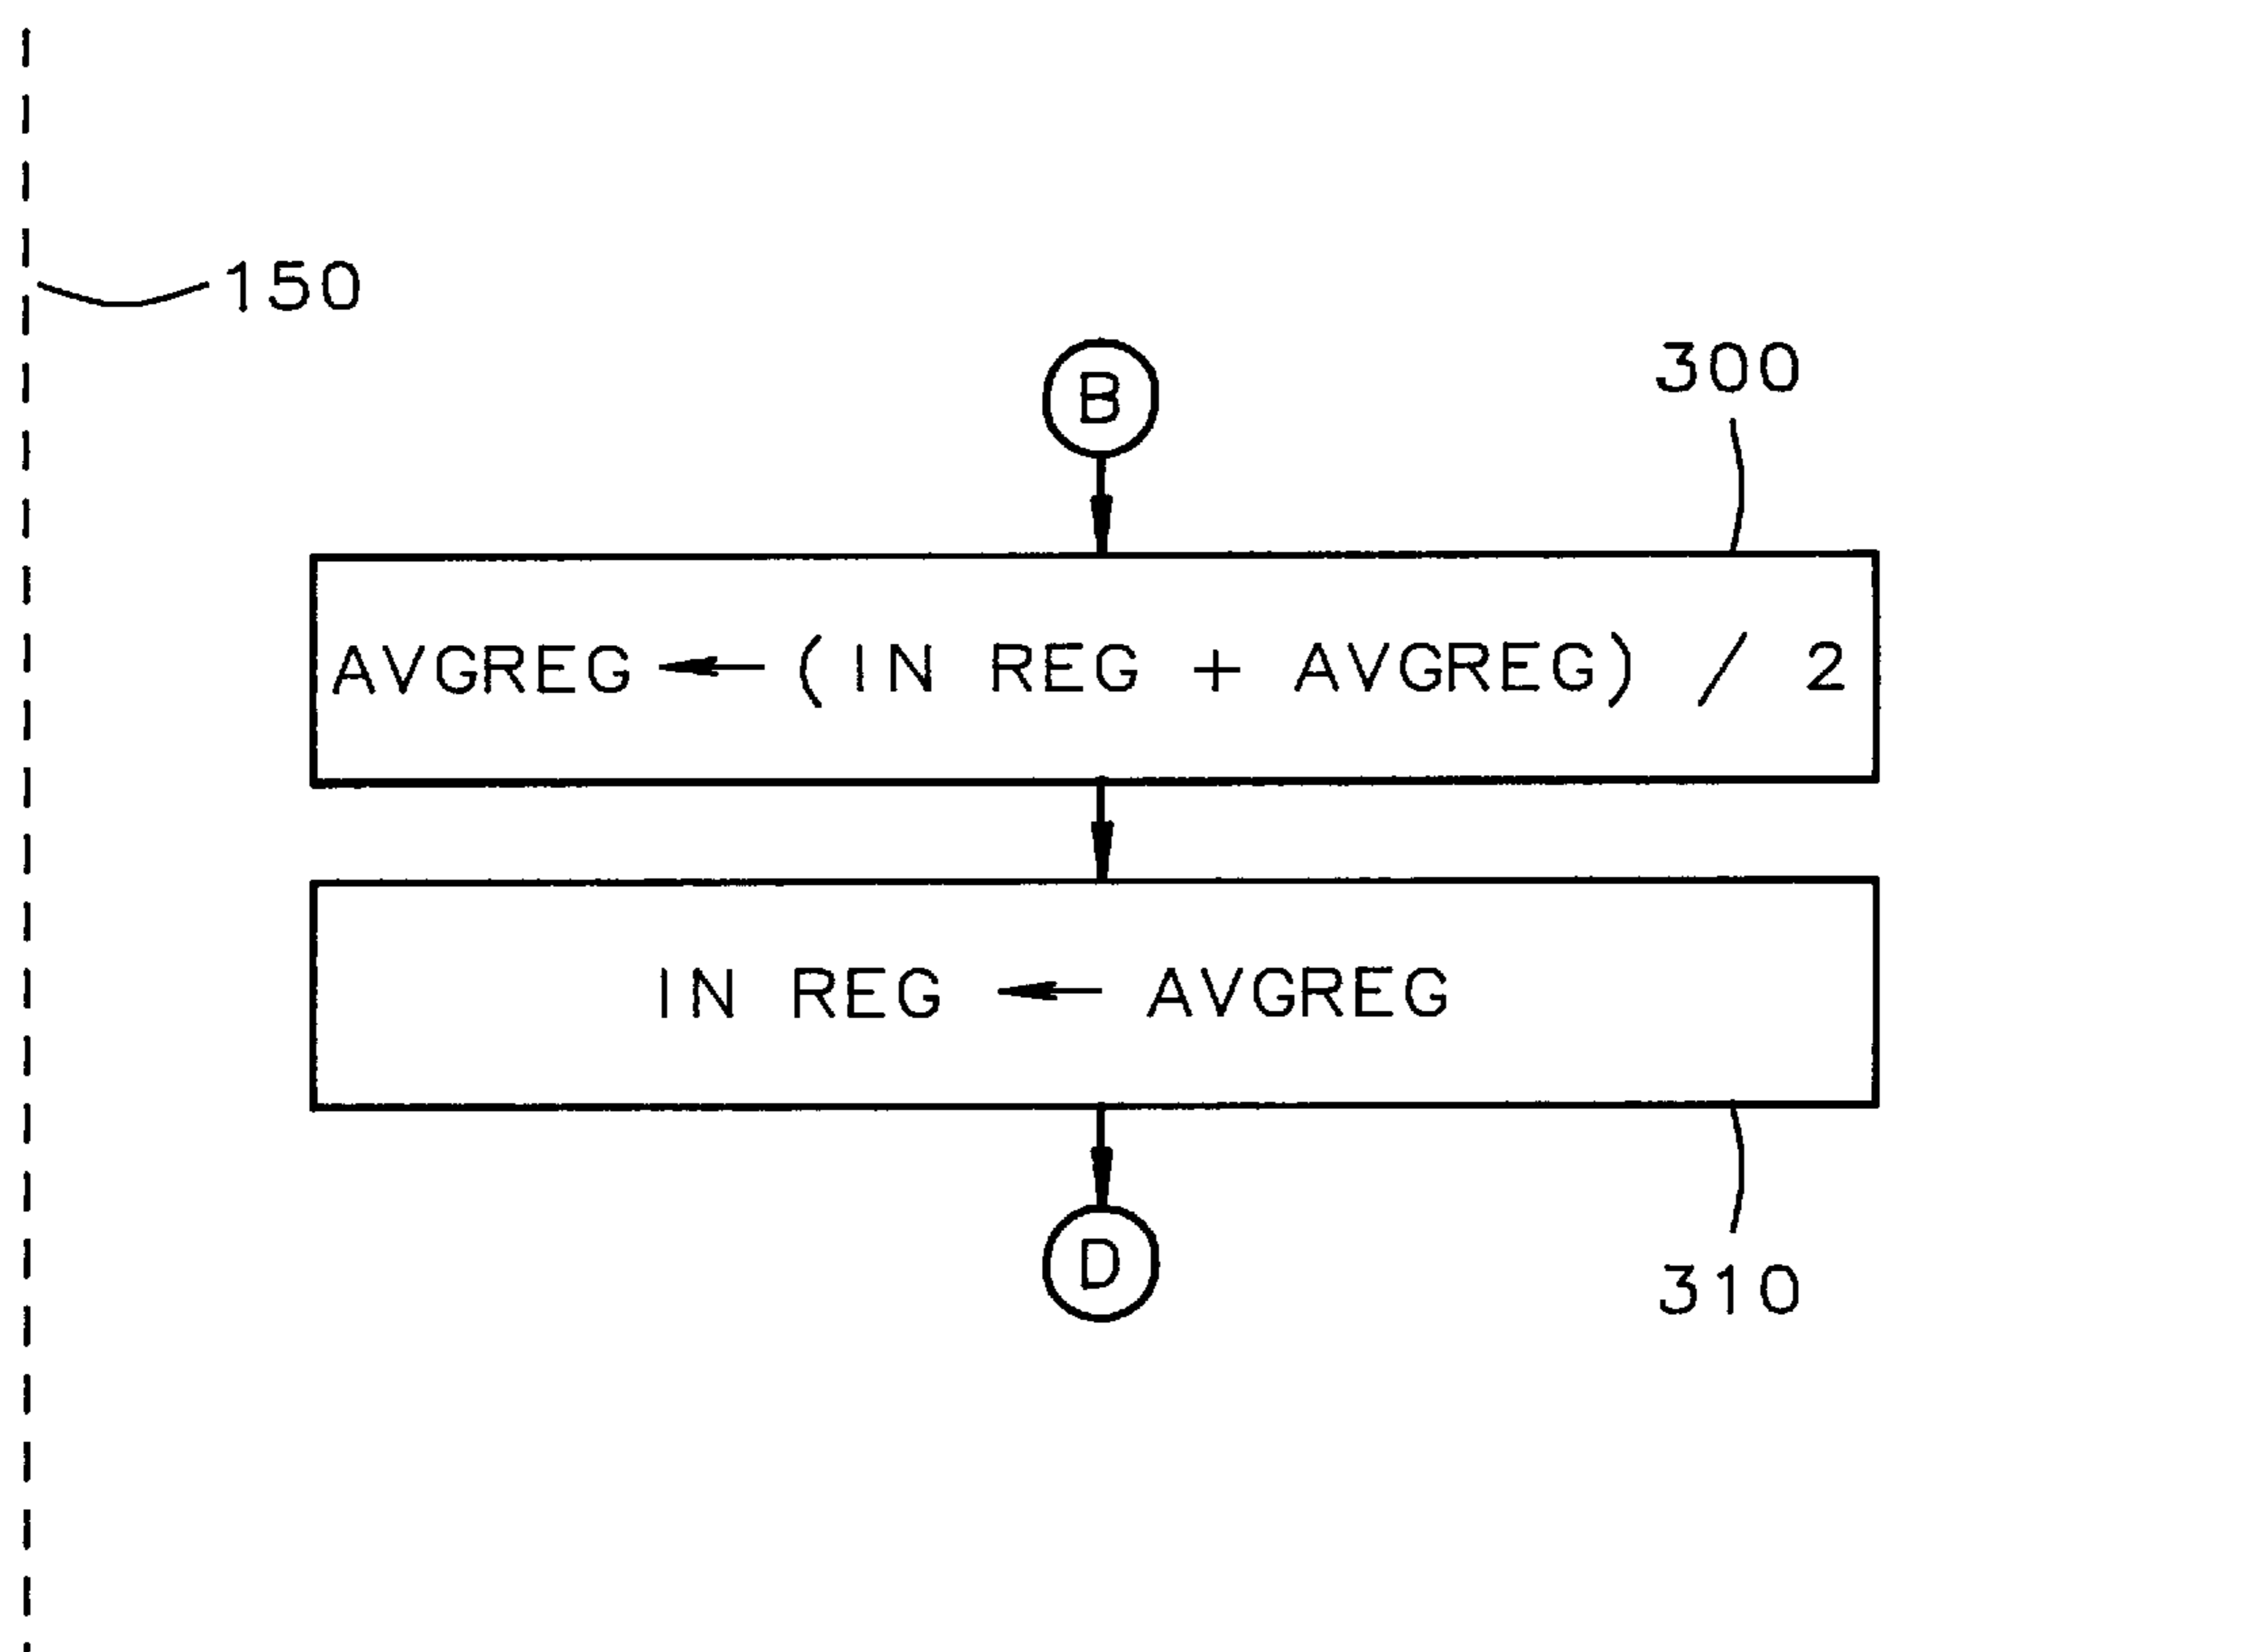 150
B
300
AVGREG ← (IN REG + AVGREG) / 2
IN REG ← AVGREG
D
310